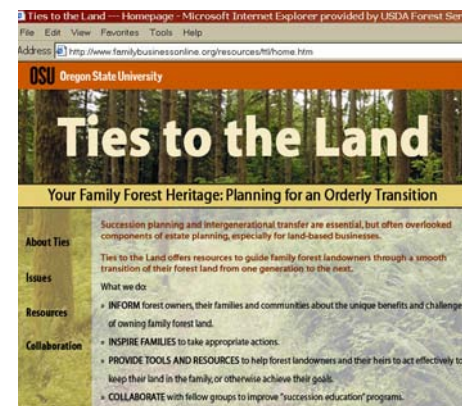 Ties to the Land --- Homepage - Microsoft Internet Explorer provided by USDA Forest Ser
File Edit View Favorites Tools Help
Address http://www.familybusinessonline.org/resources/ttl/home.htm
OSU Oregon State University
Ties to the Land
Your Family Forest Heritage: Planning for an Orderly Transition
About Ties
Issues
Resources
Collaboration
Succession planning and intergenerational transfer are essential, but often overlooked
components of estate planning, especially for land-based businesses.
Ties to the Land offers resources to guide family forest landowners through a smooth
transition of their forest land from one generation to the next.
What we do:
» INFORM forest owners, their families and communities about the unique benefits and challenge
of owning family forest land.
» INSPIRE FAMILIES to take appropriate actions.
» PROVIDE TOOLS AND RESOURCES to help forest landowners and their heirs to act effectively to
keep their land in the family, or otherwise achieve their goals.
» COLLABORATE with fellow groups to improve "succession education" programs.